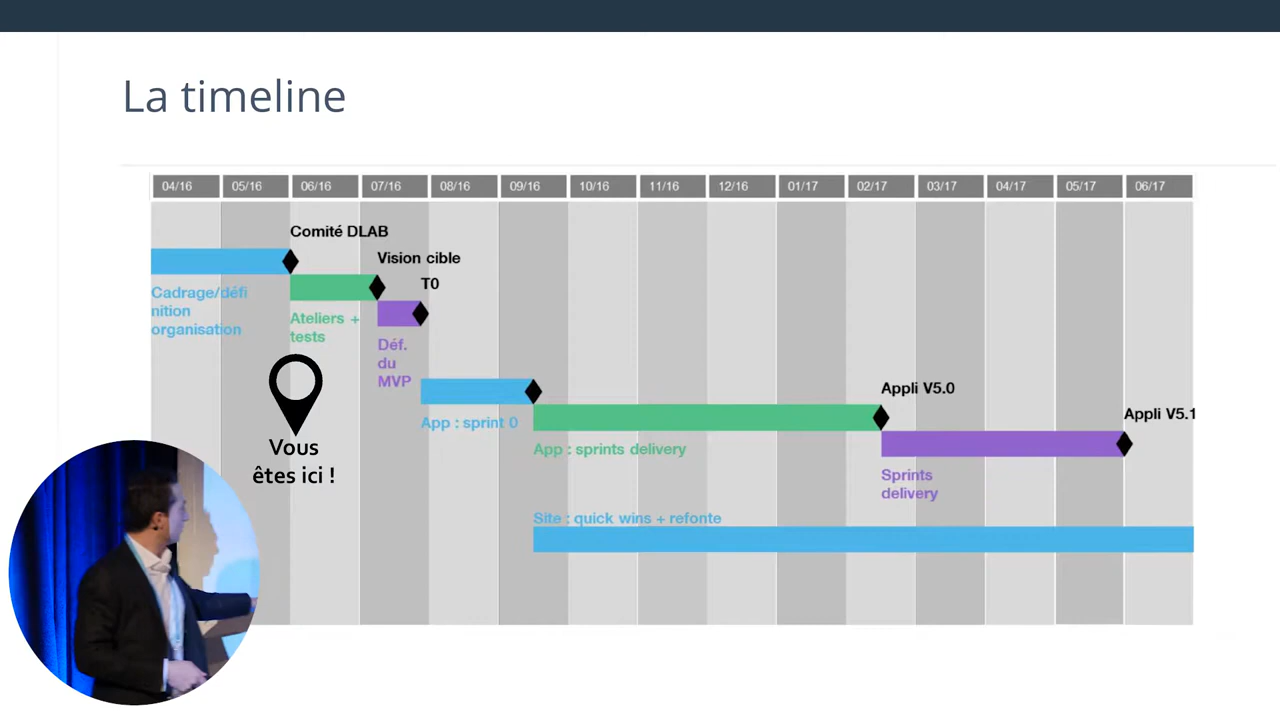 La timeline
04/16 05/16 06/16 07/16 08/16 09/16 10/16 11/16 12/16 01/17 02/17 03/17 04/17 05/17 06/17
Comité DLAB
Vision cible
T0
Cadrage/défi
nition
organisation
Ateliers +
tests
Déf.
du
MVP
Vous
êtes ici !
App : sprint 0
Appli V5.0
App : sprints delivery
Appli V5.1
Sprints
delivery
Site : quick wins + refonte